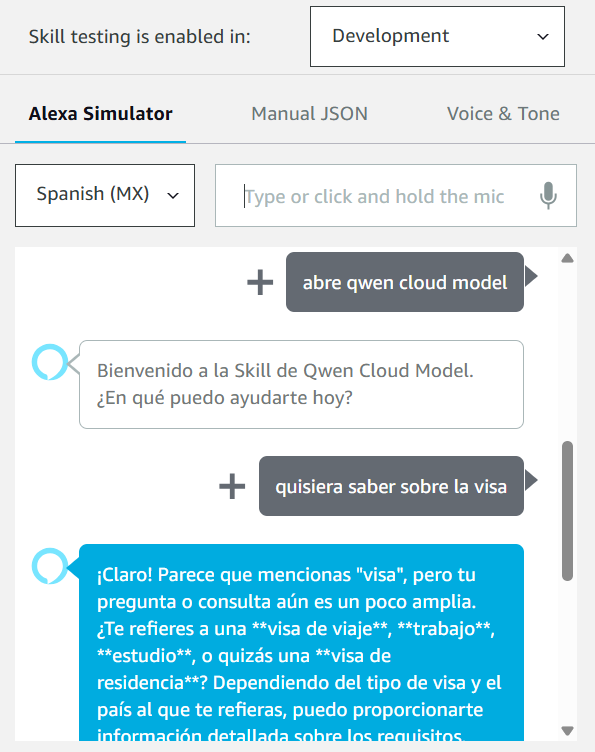 Skill testing is enabled in:
Development
Alexa Simulator
Manual JSON
Voice & Tone
Spanish (MX)
Type or click and hold the mic
abre qwen cloud model
Bienvenido a la Skill de Qwen Cloud Model.
¿En qué puedo ayudarte hoy?
quisiera saber sobre la visa
¡Claro! Parece que mencionas "visa", pero tu
pregunta o consulta aún es un poco amplia.
¿Te refieres a una **visa de viaje**, **trabajo**,
**estudio**, o quizás una **visa de
residencia**? Dependiendo del tipo de visa y el
país al que te refieras, puedo proporcionarte
información detallada sobre los requisitos,